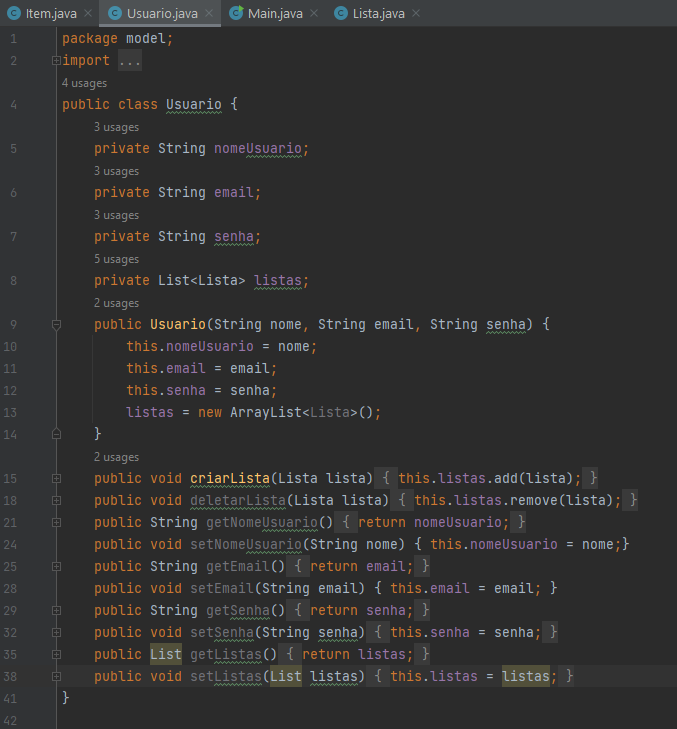 Item.java Usuario.java Main.java Lista.java
1 package model;
2 import ...
4 usages
4 public class Usuario {
3 usages
5 private String nomeUsuario;
3 usages
6 private String email;
3 usages
7 private String senha;
5 usages
8 private List<Lista> listas;
2 usages
9 public Usuario(String nome, String email, String senha) {
10 this.nomeUsuario = nome;
11 this.email = email;
12 this.senha = senha;
13 listas = new ArrayList<Lista>();
14 }
2 usages
15 public void criarLista(Lista lista) { this.listas.add(lista); }
18 public void deletarLista(Lista lista) { this.listas.remove(lista); }
21 public String getNomeUsuario() { return nomeUsuario; }
24 public void setNomeUsuario(String nome) { this.nomeUsuario = nome;}
25 public String getEmail() { return email; }
28 public void setEmail(String email) { this.email = email; }
29 public String getSenha() { return senha; }
32 public void setSenha(String senha) { this.senha = senha; }
35 public List getListas() { return listas; }
38 public void setListas(List listas) { this.listas = listas; }
41 }
42